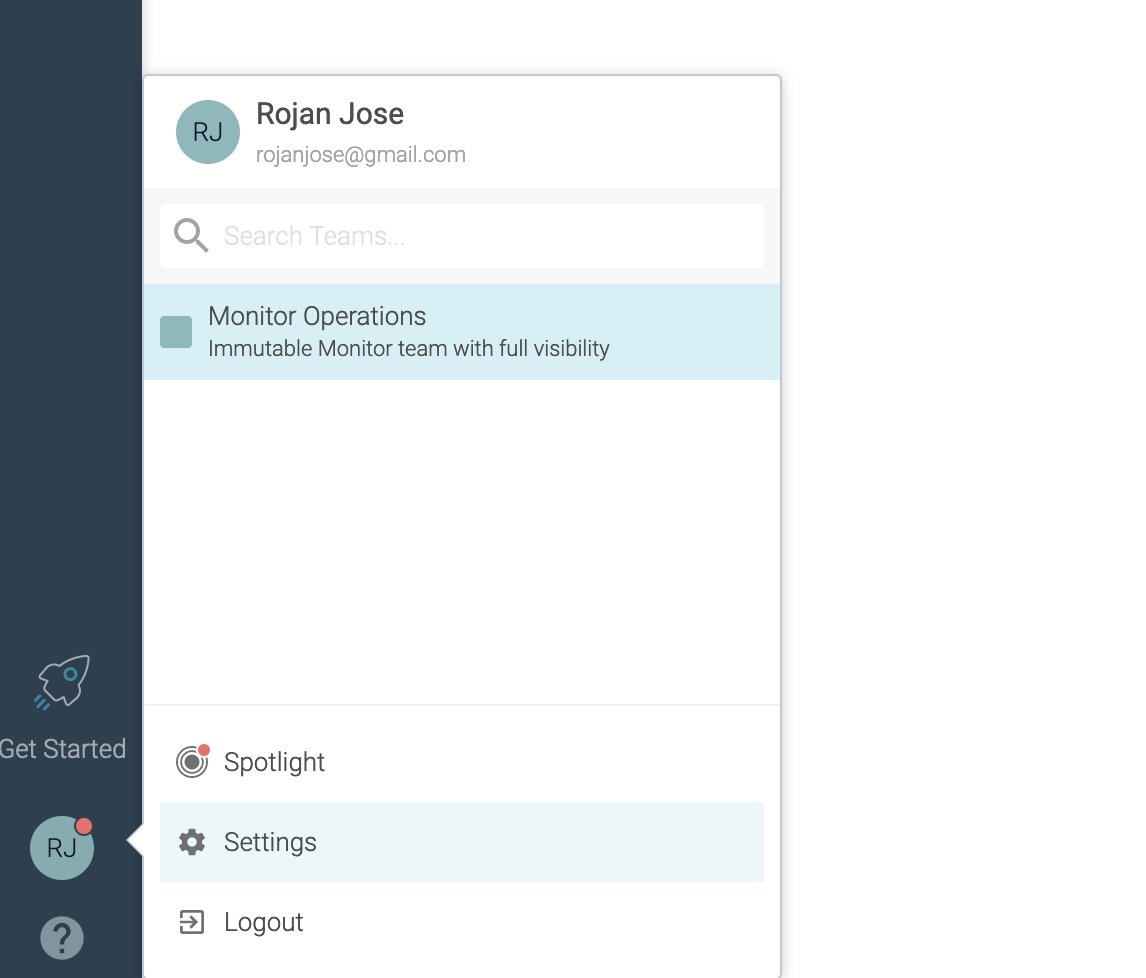 RJ
Rojan Jose
rojanjose@gmail.com
Search Teams...
Monitor Operations
Immutable Monitor team with full visibility
Get Started
Spotlight
RJ
Settings
Logout
?